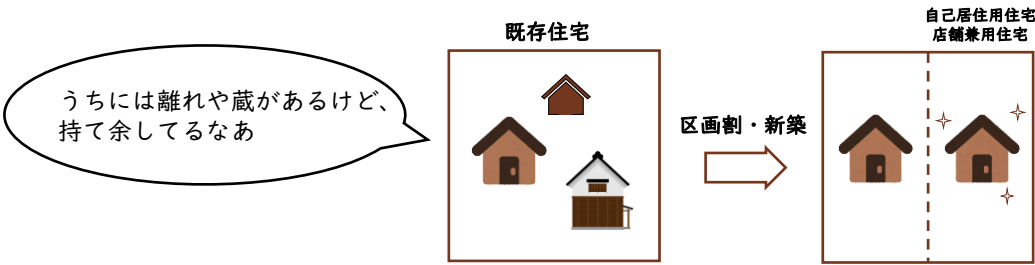 うちには離れや蔵があるけど、
持て余してるなあ
既存住宅
区画割・新築
自己居住用住宅
店舗兼用住宅